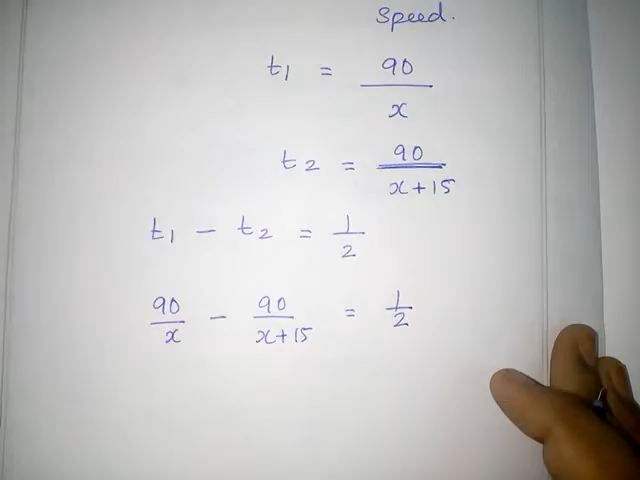 Speed.
t1 = 90/x
t2 = 90/x+15
t1 - t2 = 1/2
90/x - 90/x+15 = 1/2